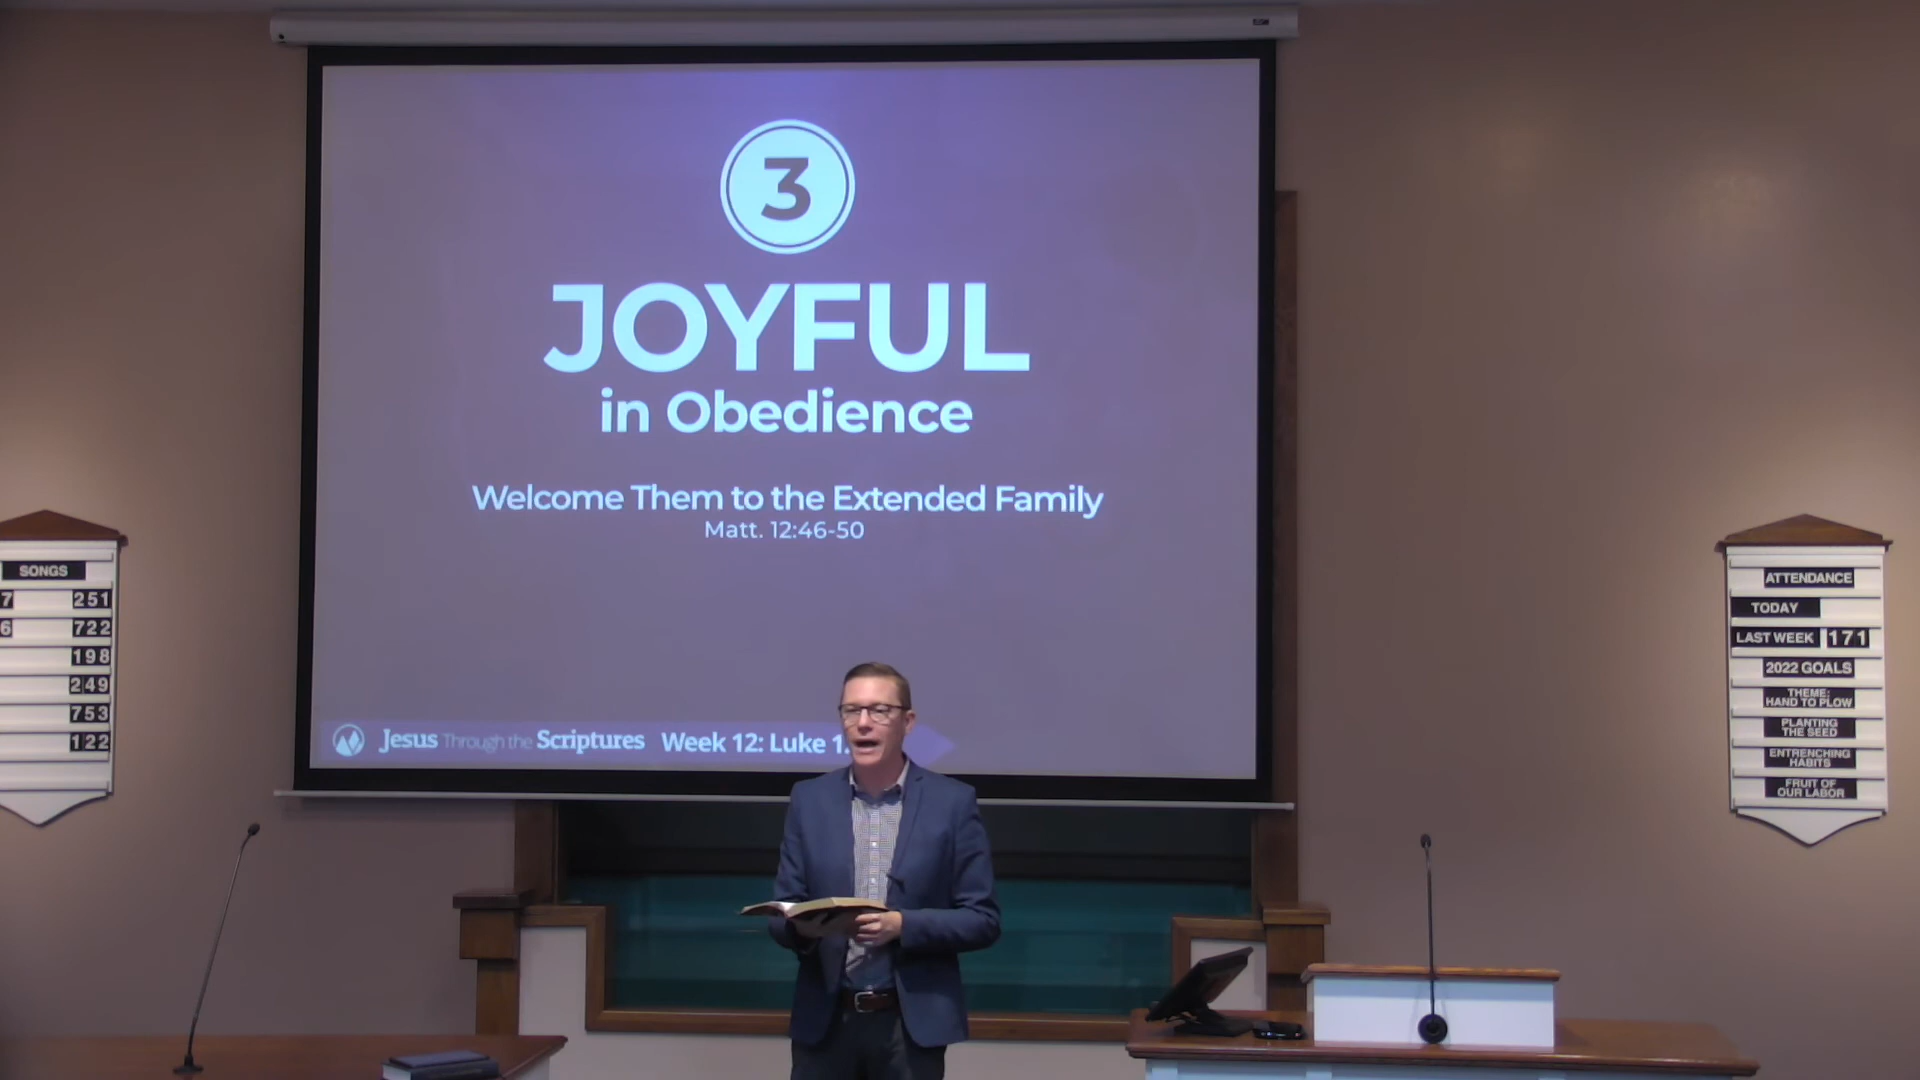 3
JOYFUL
in Obedience
Welcome Them to the Extended Family
Matt. 12:46-50
Jesus Through the Scriptures Week 12: Luke 1
SONGS
7 251
6 722
198
249
753
122
ATTENDANCE
TODAY
LAST WEEK 171
2022 GOALS
THEME:
HAND TO PLOW
PLANTING
THE SEED
ENTRENCHING
HABITS
FRUIT OF
OUR LABOR